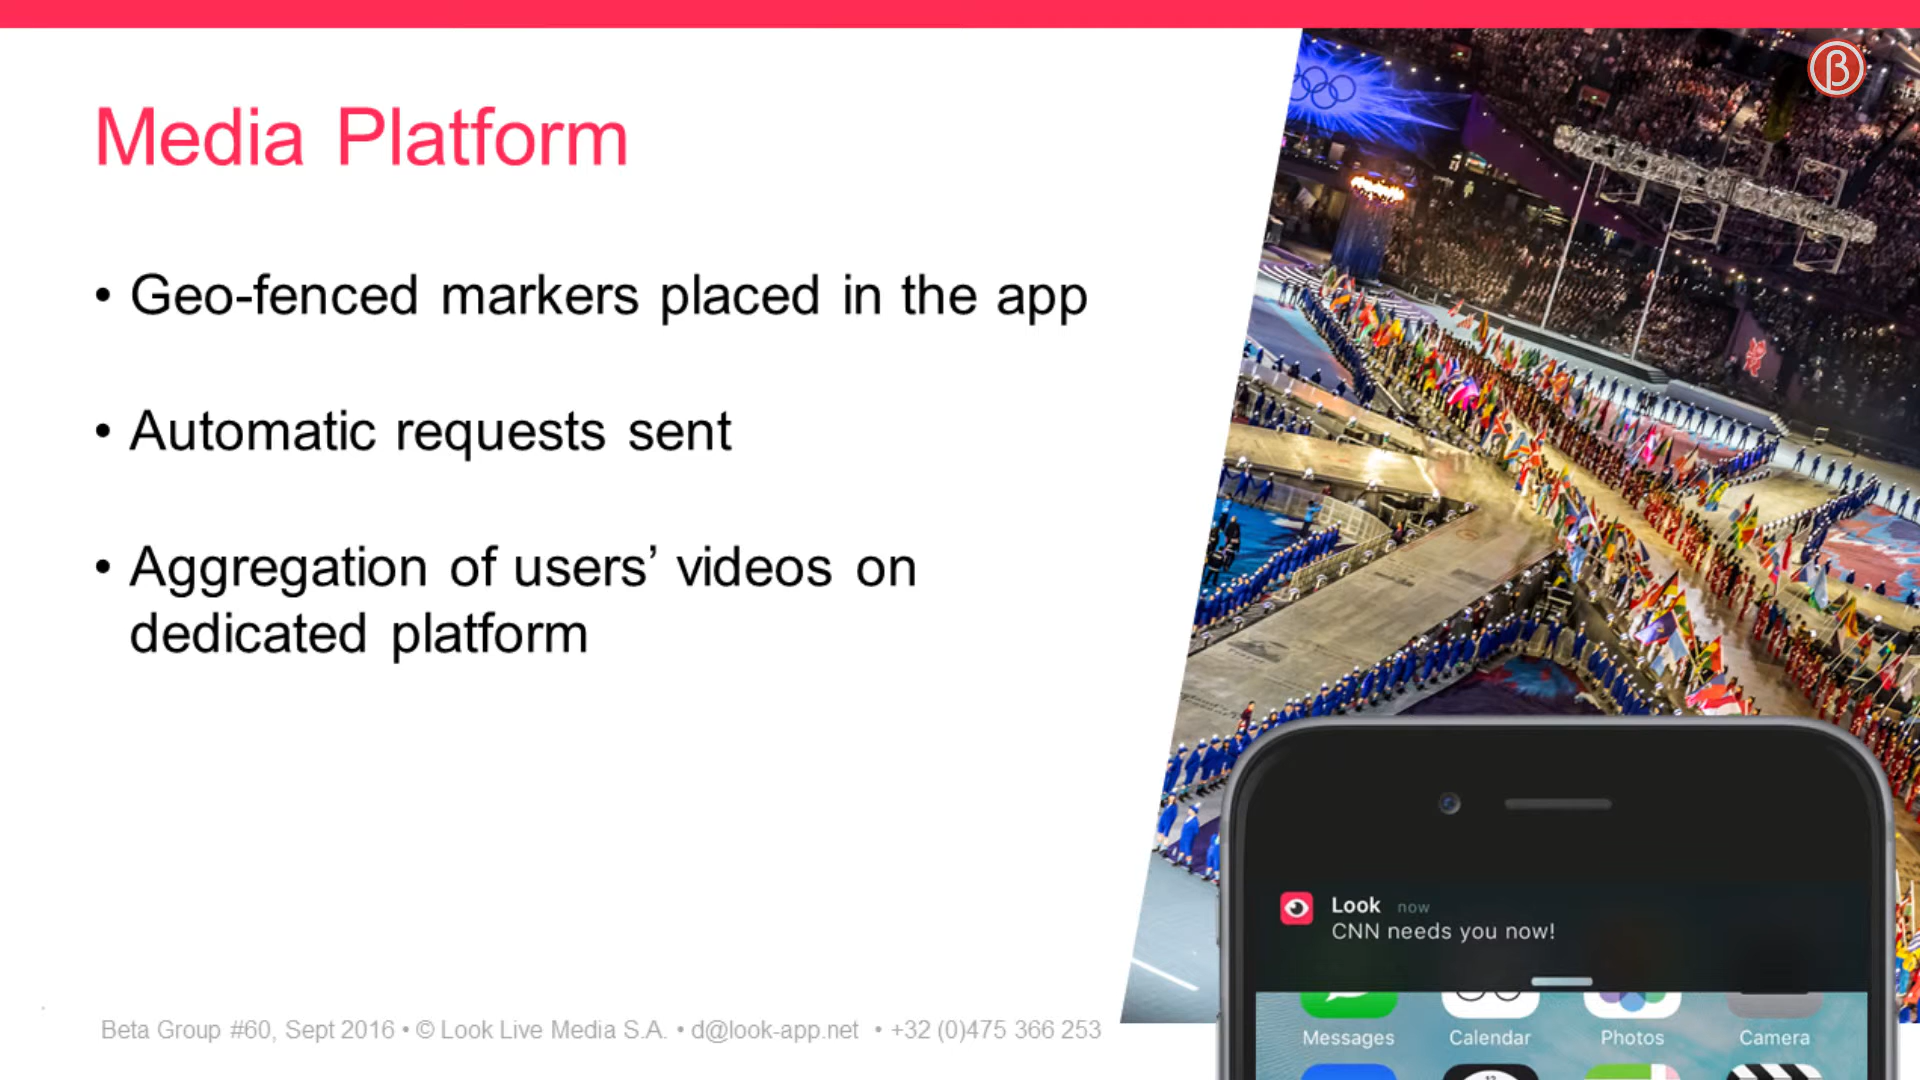 β
Media Platform
• Geo-fenced markers placed in the app
• Automatic requests sent
• Aggregation of users’ videos on
dedicated platform
Look now
CNN needs you now!
Messages Calendar Photos Camera
Beta Group #60, Sept 2016 • © Look Live Media S.A. • d@look-app.net • +32 (0)475 366 253